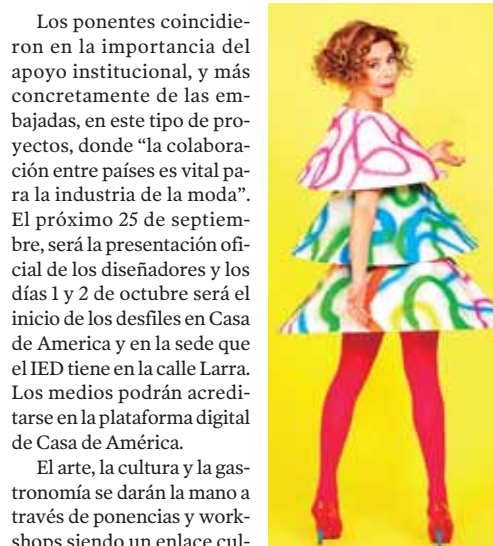 Los ponentes coincidie-
ron en la importancia del
apoyo institucional, y más
concretamente de las em-
bajadas, en este tipo de pro-
yectos, donde “la colabora-
ción entre países es vital pa-
ra la industria de la moda”.
El próximo 25 de septiem-
bre, será la presentación ofi-
cial de los diseñadores y los
días 1 y 2 de octubre será el
inicio de los desfiles en Casa
de America y en la sede que
el IED tiene en la calle Larra.
Los medios podrán acredi-
tarse en la plataforma digital
de Casa de América.
El arte, la cultura y la gas-
tronomía se darán la mano a
través de ponencias y work-
shops siendo un enlace cul-